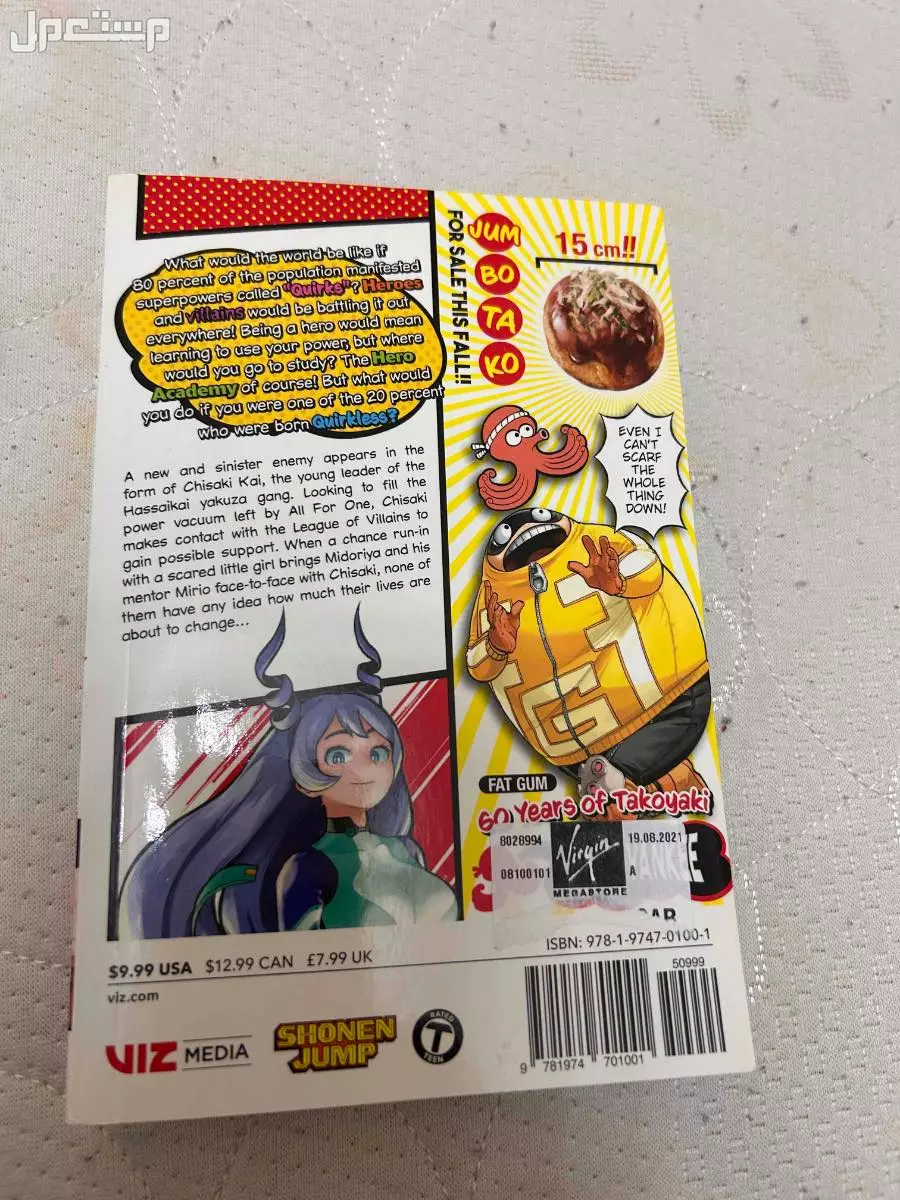 مستعمل
What would the world be like if
80 percent of the population manifested
superpowers called "Quirks"? Heroes
and villains would be battling it out
everywhere! Being a hero would mean
learning to use your power, but where
would you go to study? The Hero
Academy of course! But what would
you do if you were one of the 20 percent
who were born Quirkless?
A new and sinister enemy appears in the
form of Chisaki Kai, the young leader of the
Hassaikai yakuza gang. Looking to fill the
power vacuum left by All For One, Chisaki
makes contact with the League of Villains to
gain possible support. When a chance run-in
with a scared little girl brings Midoriya and his
mentor Mirio face-to-face with Chisaki, none of
them have any idea how much their lives are
about to change...
FOR SALE THIS FALL!!
JUM
BO
TA
KO
15 cm!!
EVEN I
CAN'T
SCARF
THE
WHOLE
THING
DOWN!
G
FAT GUM
60 Years of Takoyaki
8028994
19.08.2021
08100101
Virgin
A
MEGASTORE
ISBN: 978-1-9747-0100-1
50999
9 781974 701001
$9.99 USA $12.99 CAN £7.99 UK
viz.com
VIZ MEDIA
SHONEN
JUMP
RATED
T
TEEN